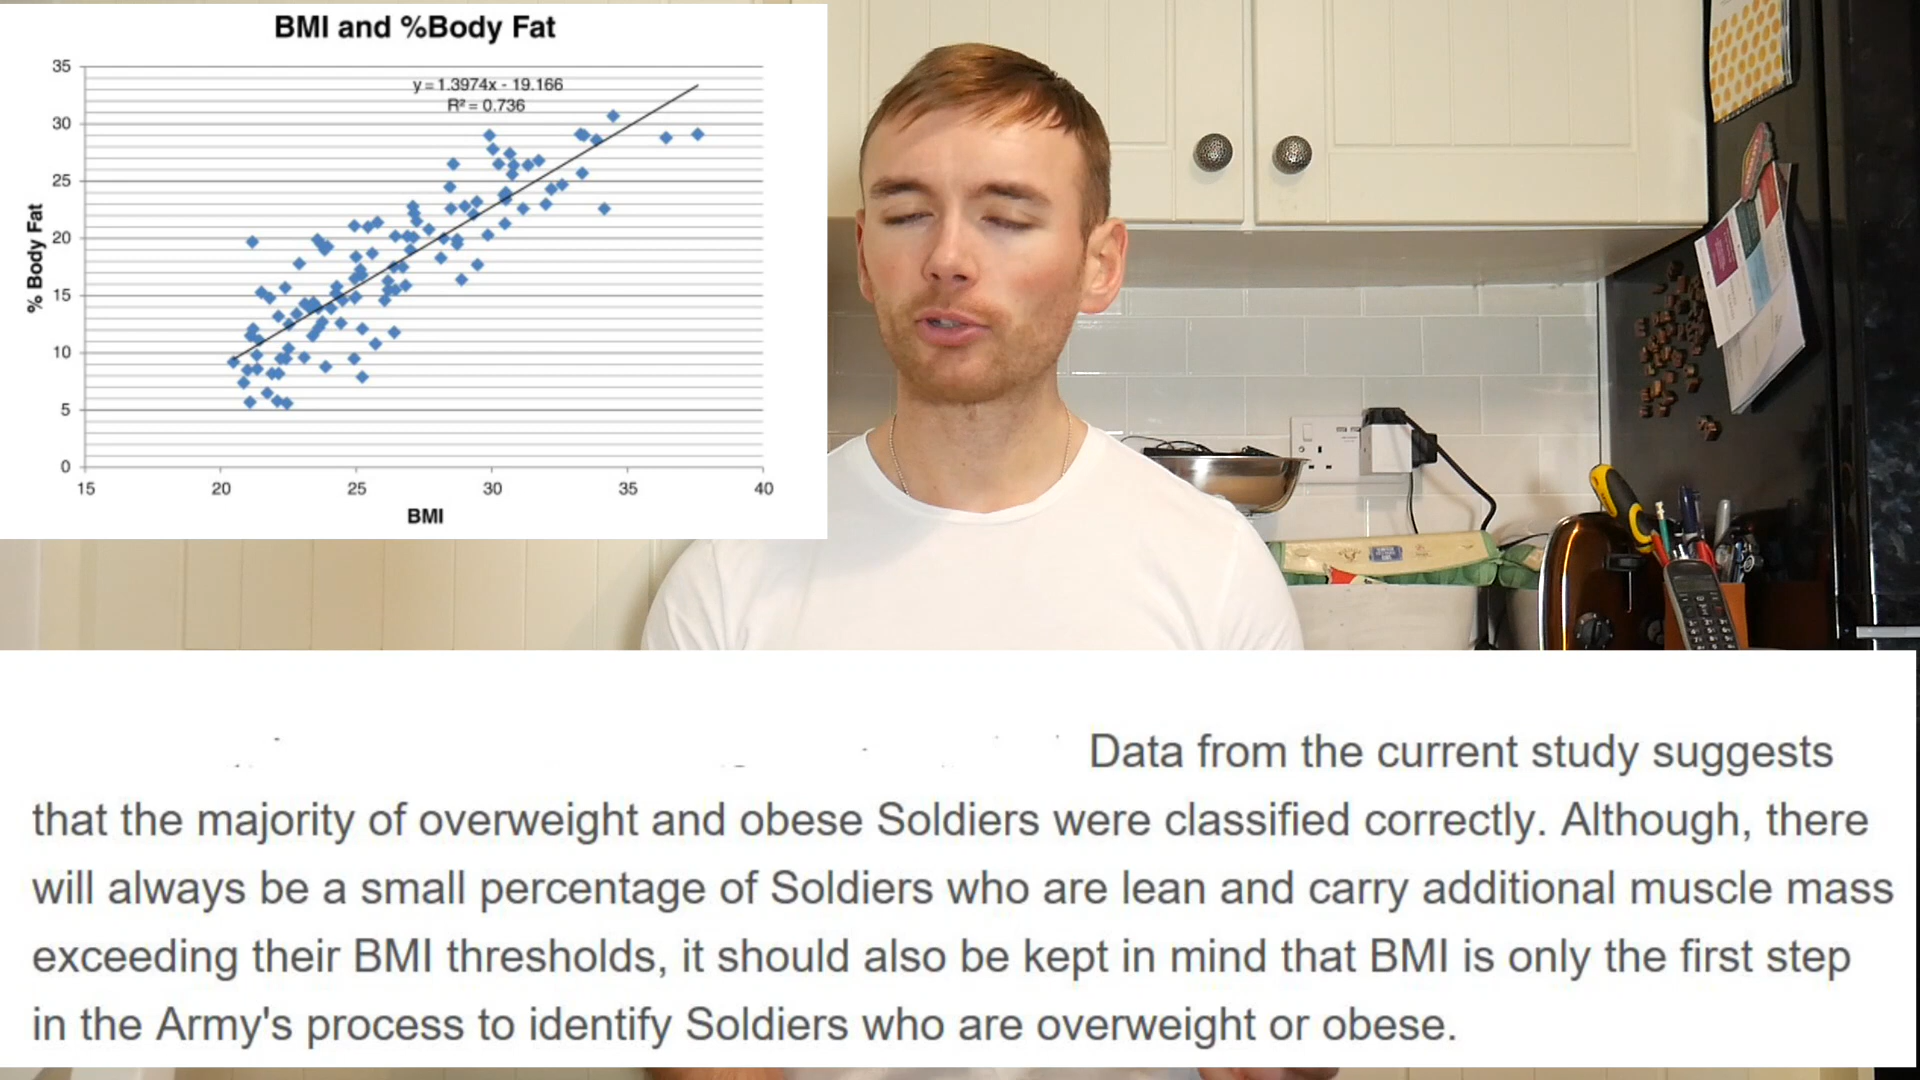 BMI and %Body Fat
y = 1.3974x - 19.166
R² = 0.736
35
30
25
20
15
10
5
0
% Body Fat
15 20 25 30 35 40
BMI
Data from the current study suggests
that the majority of overweight and obese Soldiers were classified correctly. Although, there
will always be a small percentage of Soldiers who are lean and carry additional muscle mass
exceeding their BMI thresholds, it should also be kept in mind that BMI is only the first step
in the Army's process to identify Soldiers who are overweight or obese.